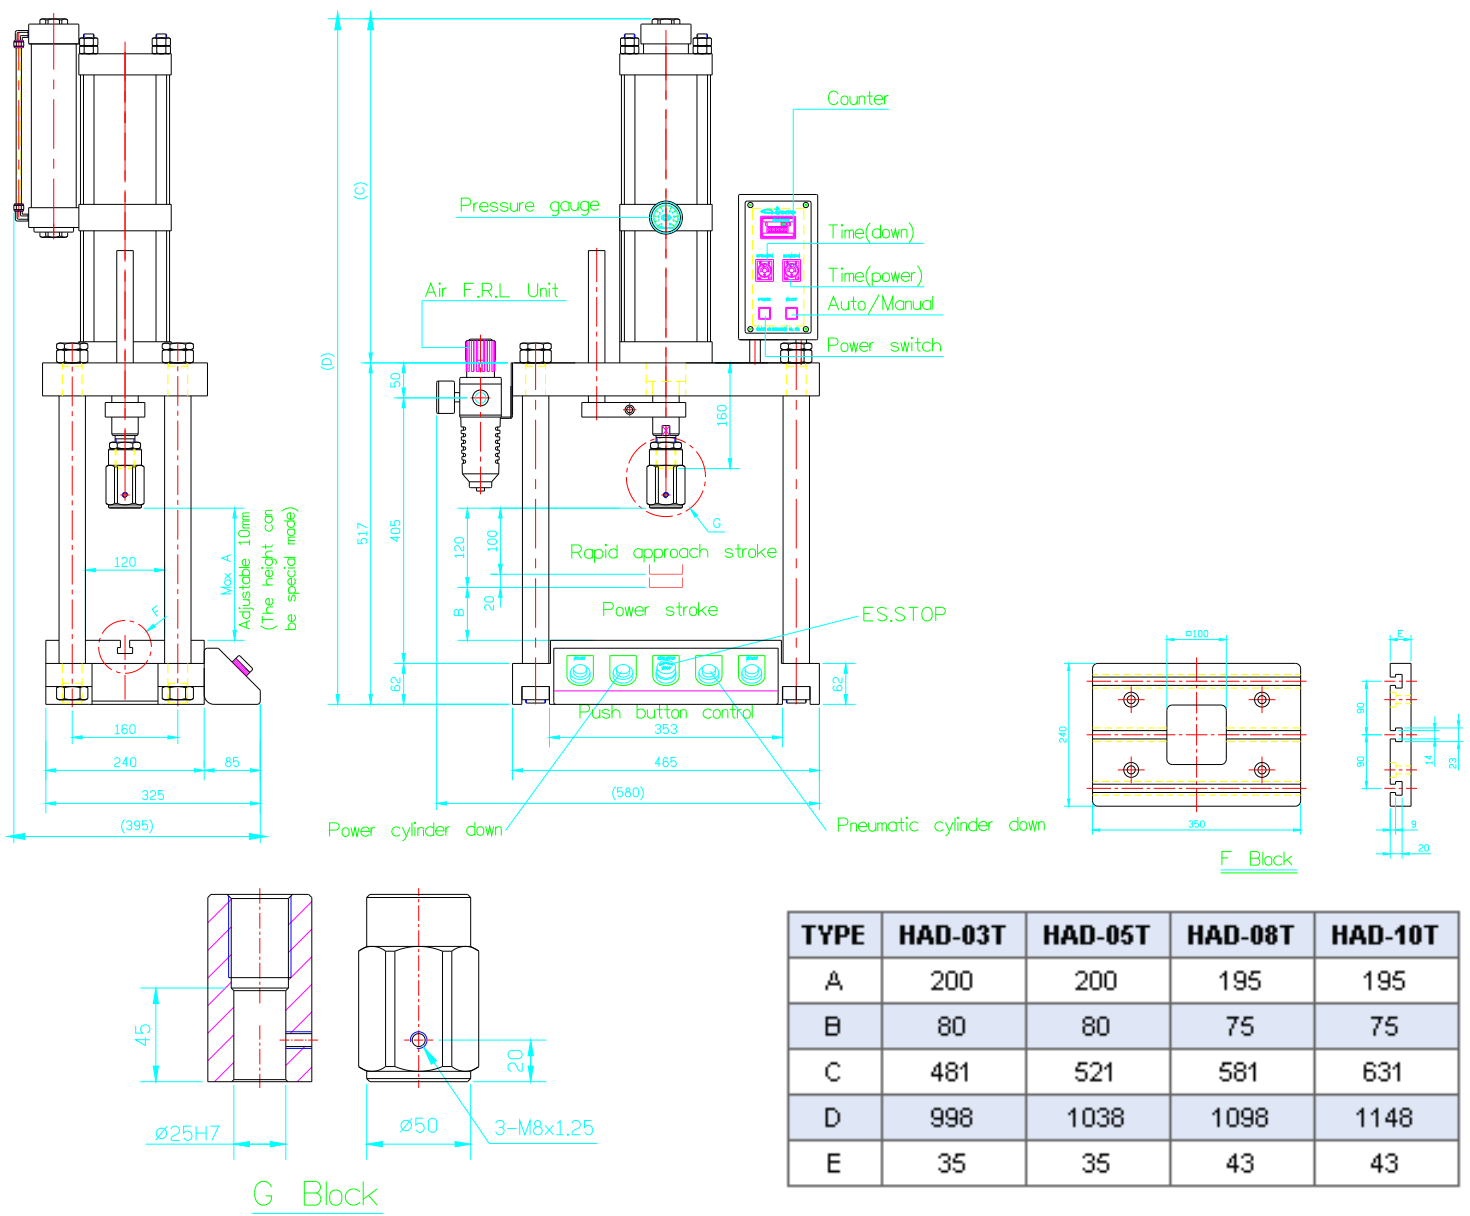 Counter
(C)
(D)
Pressure gauge
Time(down)
Time(power)
Air F.R.L Unit
Auto/Manual
Power switch
50
160
517
405
Max A
Adjustable 10mm
(The height can
be special made)
120
100
G
Rapid approach stroke
120
F
B
20
Power stroke
ES.STOP
62
62
Push button control
160
353
240
85
465
325
(580)
(395)
Power cylinder down
Pneumatic cylinder down
□100
E
240
90
90
14
23
350
9
20
F Block
45
20
Ø25H7
Ø50
3-M8x1.25
G Block
TYPE HAD-03T HAD-05T HAD-08T HAD-10T
A 200 200 195 195
B 80 80 75 75
C 481 521 581 631
D 998 1038 1098 1148
E 35 35 43 43